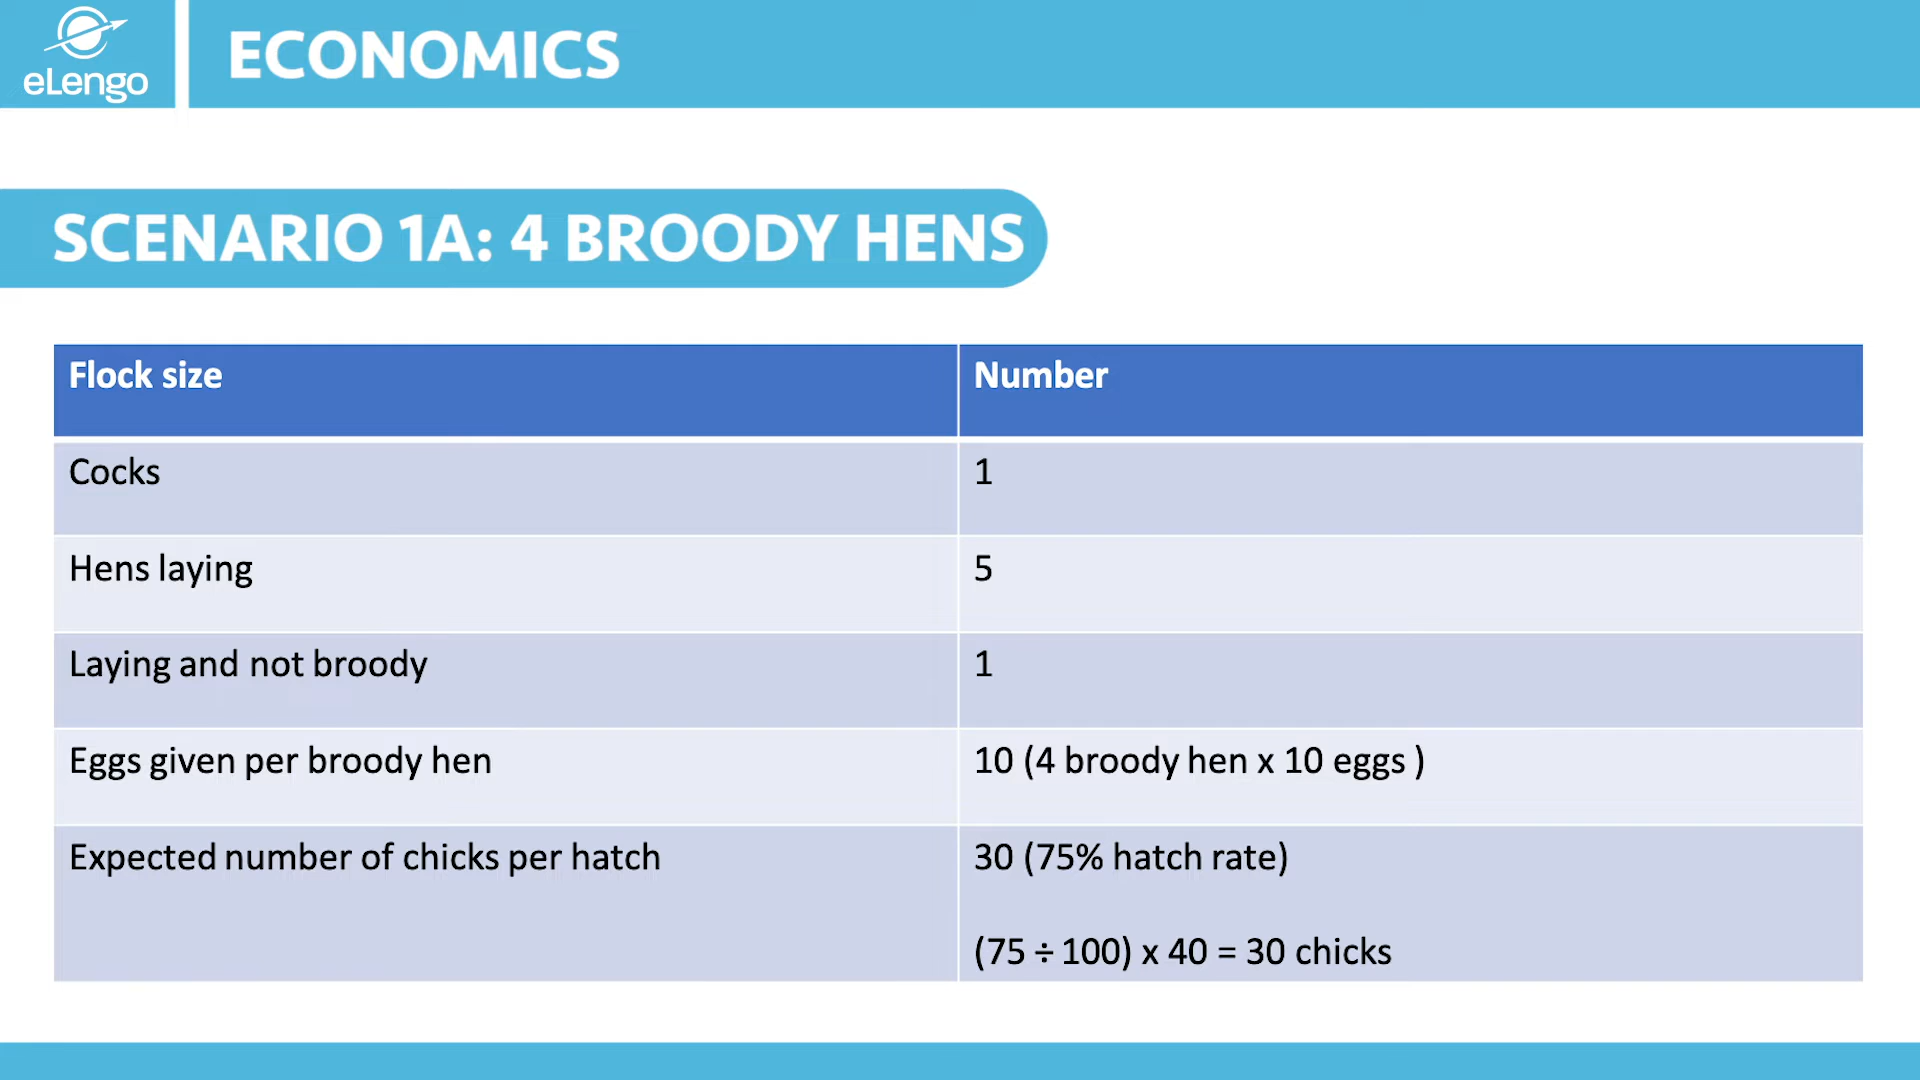 eLengo
ECONOMICS
SCENARIO 1A: 4 BROODY HENS
Flock size
Number
Cocks
1
Hens laying
5
Laying and not broody
1
Eggs given per broody hen
10 (4 broody hen x 10 eggs )
Expected number of chicks per hatch
30 (75% hatch rate)
(75 ÷ 100) x 40 = 30 chicks